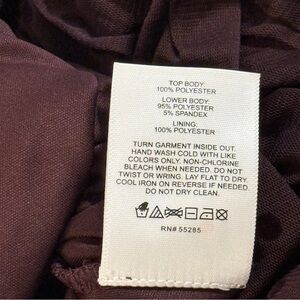 TOP BODY:
100% POLYESTER
LOWER BODY:
95% POLYESTER
5% SPANDEX
LINING:
100% POLYESTER
TURN GARMENT INSIDE OUT.
HAND WASH COLD WITH LIKE
COLORS ONLY. NON-CHLORINE
BLEACH WHEN NEEDED. DO NOT
TWIST OR WRING. LAY FLAT TO DRY.
COOL IRON ON REVERSE IF NEEDED.
DO NOT DRY CLEAN.
RN# 55285